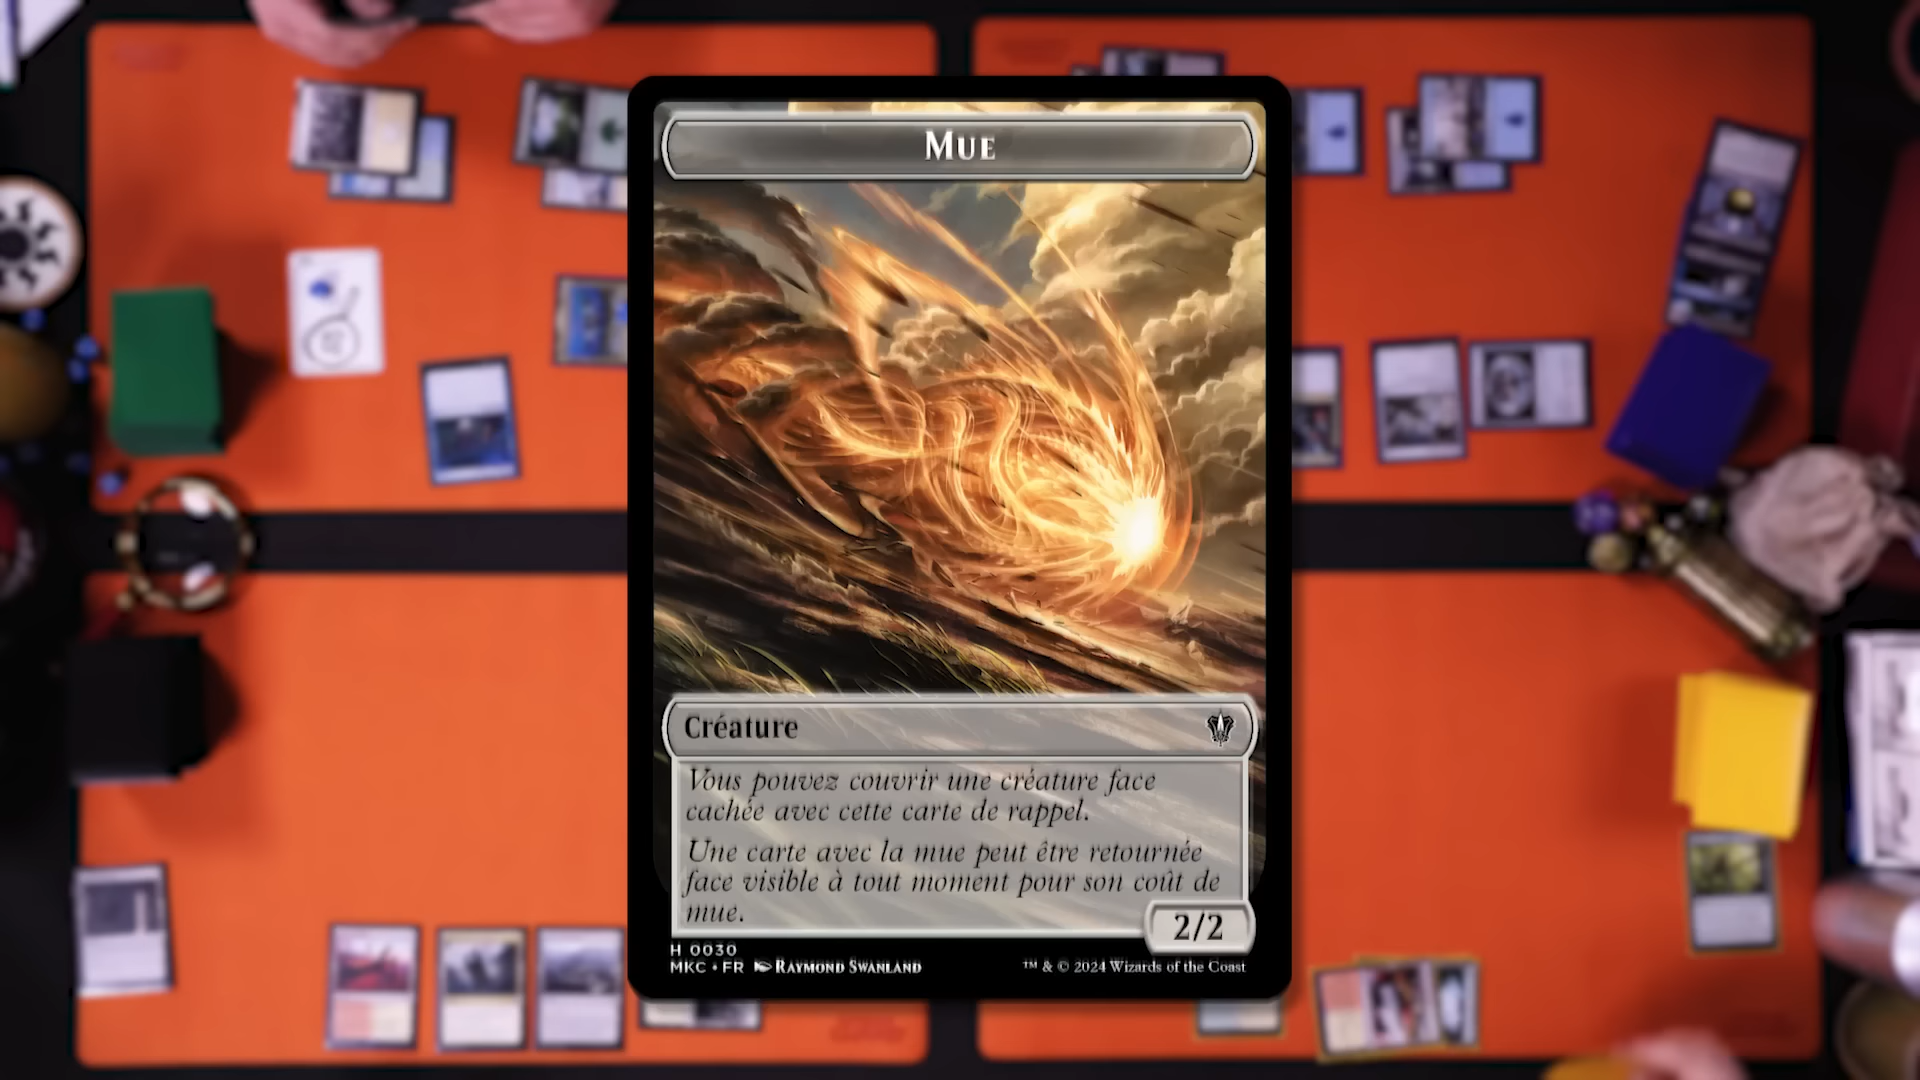 Mue
Créature
Vous pouvez couvrir une créature face
cachée avec cette carte de rappel.
Une carte avec la mue peut être retournée
face visible à tout moment pour son coût de
mue.
2/2
H 0030
MKC • FR Raymond Swanland
™ & © 2024 Wizards of the Coast